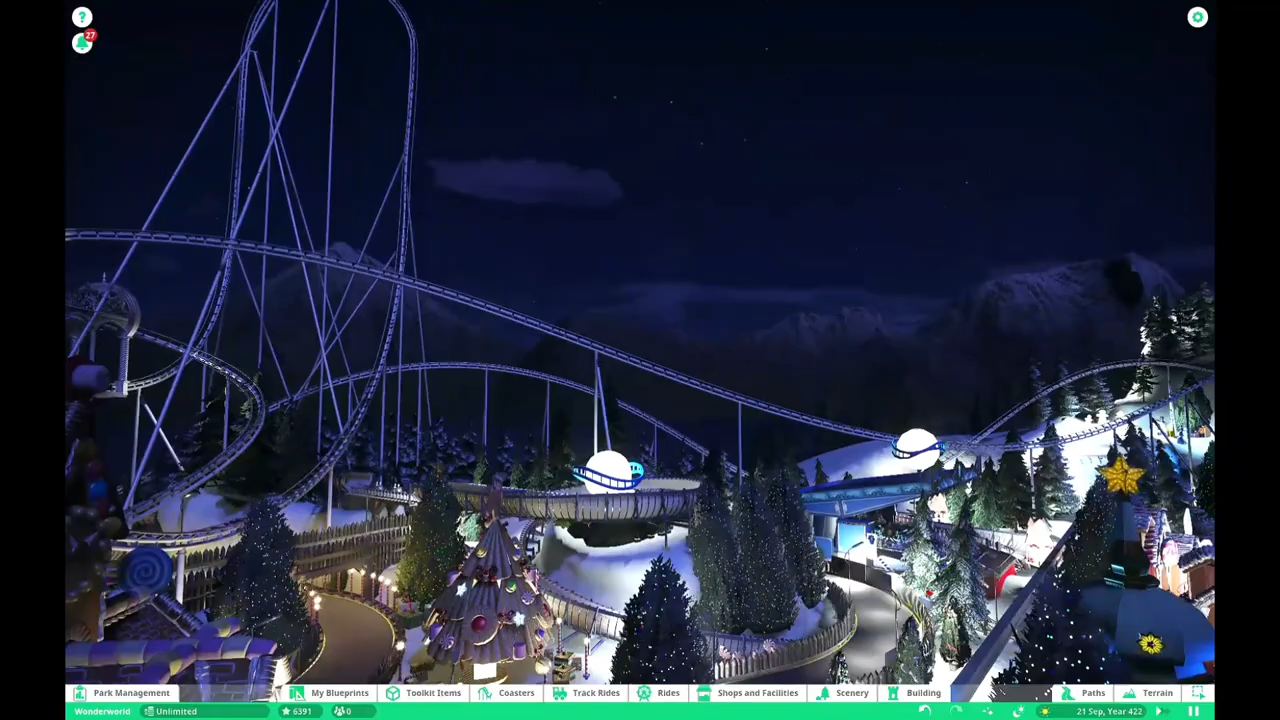 ?
27
Park Management
My Blueprints
Toolkit Items
Coasters
Track Rides
Rides
Shops and Facilities
Scenery
Building
Paths
Terrain
Wonderworld
Unlimited
6391
0
21 Sep, Year 422